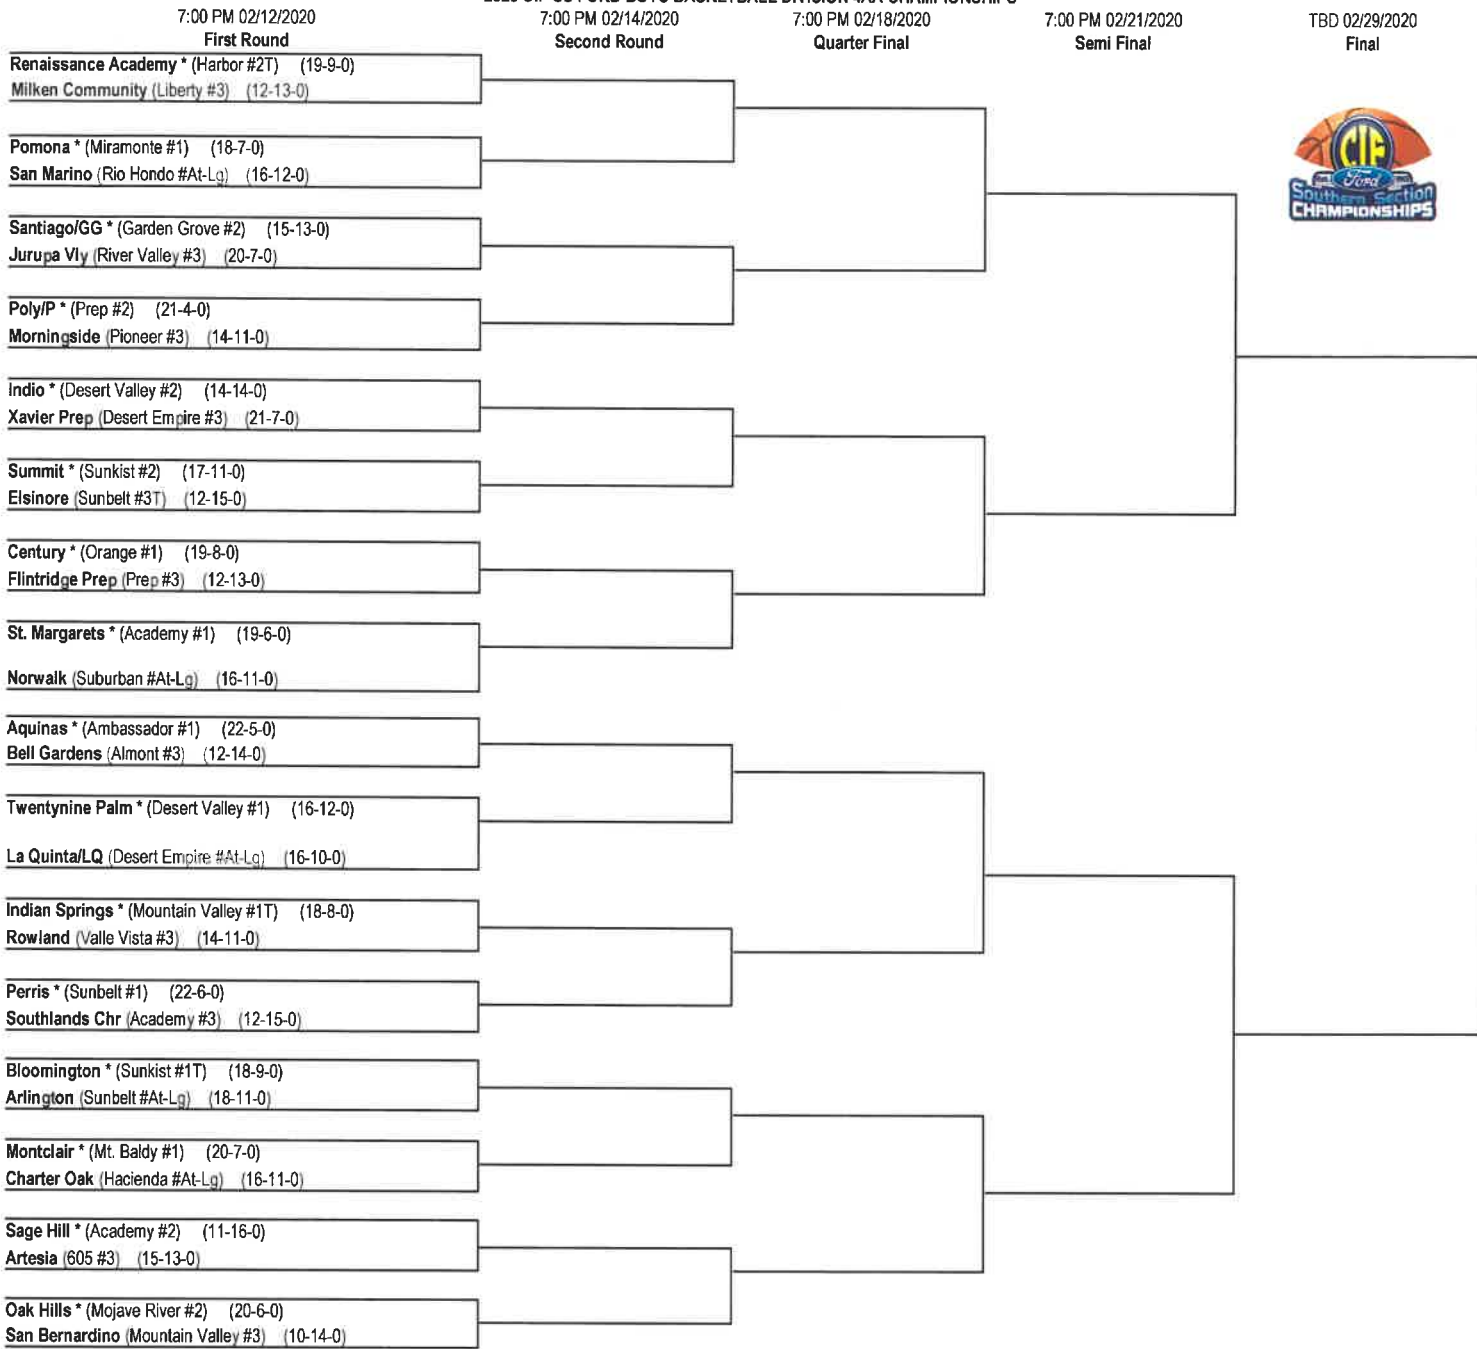 7:00 PM 02/12/2020
First Round
7:00 PM 02/14/2020
Second Round
7:00 PM 02/18/2020
Quarter Final
7:00 PM 02/21/2020
Semi Final
TBD 02/29/2020
Final
CIF
Ford
Southern Section
CHAMPIONSHIPS
Renaissance Academy * (Harbor #2T) (19-9-0)
Milken Community (Liberty #3) (12-13-0)
Pomona * (Miramonte #1) (18-7-0)
San Marino (Rio Hondo #At-Lg) (16-12-0)
Santiago/GG * (Garden Grove #2) (15-13-0)
Jurupa Vly (River Valley #3) (20-7-0)
Poly/P * (Prep #2) (21-4-0)
Morningside (Pioneer #3) (14-11-0)
Indio * (Desert Valley #2) (14-14-0)
Xavier Prep (Desert Empire #3) (21-7-0)
Summit * (Sunkist #2) (17-11-0)
Elsinore (Sunbelt #3T) (12-15-0)
Century * (Orange #1) (19-8-0)
Flintridge Prep (Prep #3) (12-13-0)
St. Margarets * (Academy #1) (19-6-0)
Norwalk (Suburban #At-Lg) (16-11-0)
Aquinas * (Ambassador #1) (22-5-0)
Bell Gardens (Almont #3) (12-14-0)
Twentynine Palm * (Desert Valley #1) (16-12-0)
La Quinta/LQ (Desert Empire #At-Lg) (16-10-0)
Indian Springs * (Mountain Valley #1T) (18-8-0)
Rowland (Valle Vista #3) (14-11-0)
Perris * (Sunbelt #1) (22-6-0)
Southlands Chr (Academy #3) (12-15-0)
Bloomington * (Sunkist #1T) (18-9-0)
Arlington (Sunbelt #At-Lg) (18-11-0)
Montclair * (Mt. Baldy #1) (20-7-0)
Charter Oak (Hacienda #At-Lg) (16-11-0)
Sage Hill * (Academy #2) (11-16-0)
Artesia (605 #3) (15-13-0)
Oak Hills * (Mojave River #2) (20-6-0)
San Bernardino (Mountain Valley #3) (10-14-0)